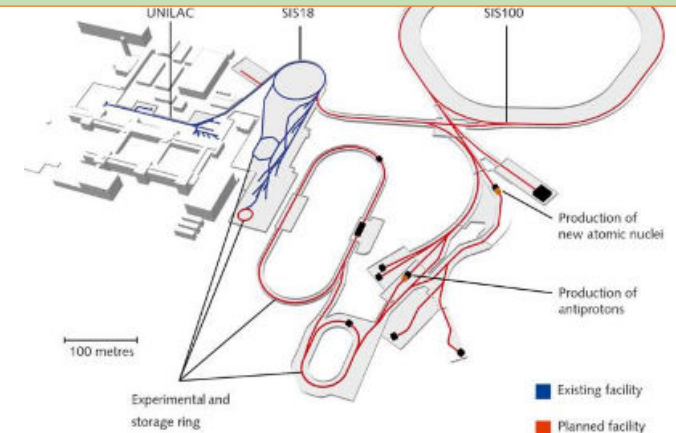 UNILAC
SIS18
SIS100
Production of
new atomic nuclei
Production of
antiprotons
100 metres
Experimental and
storage ring
Existing facility
Planned facility